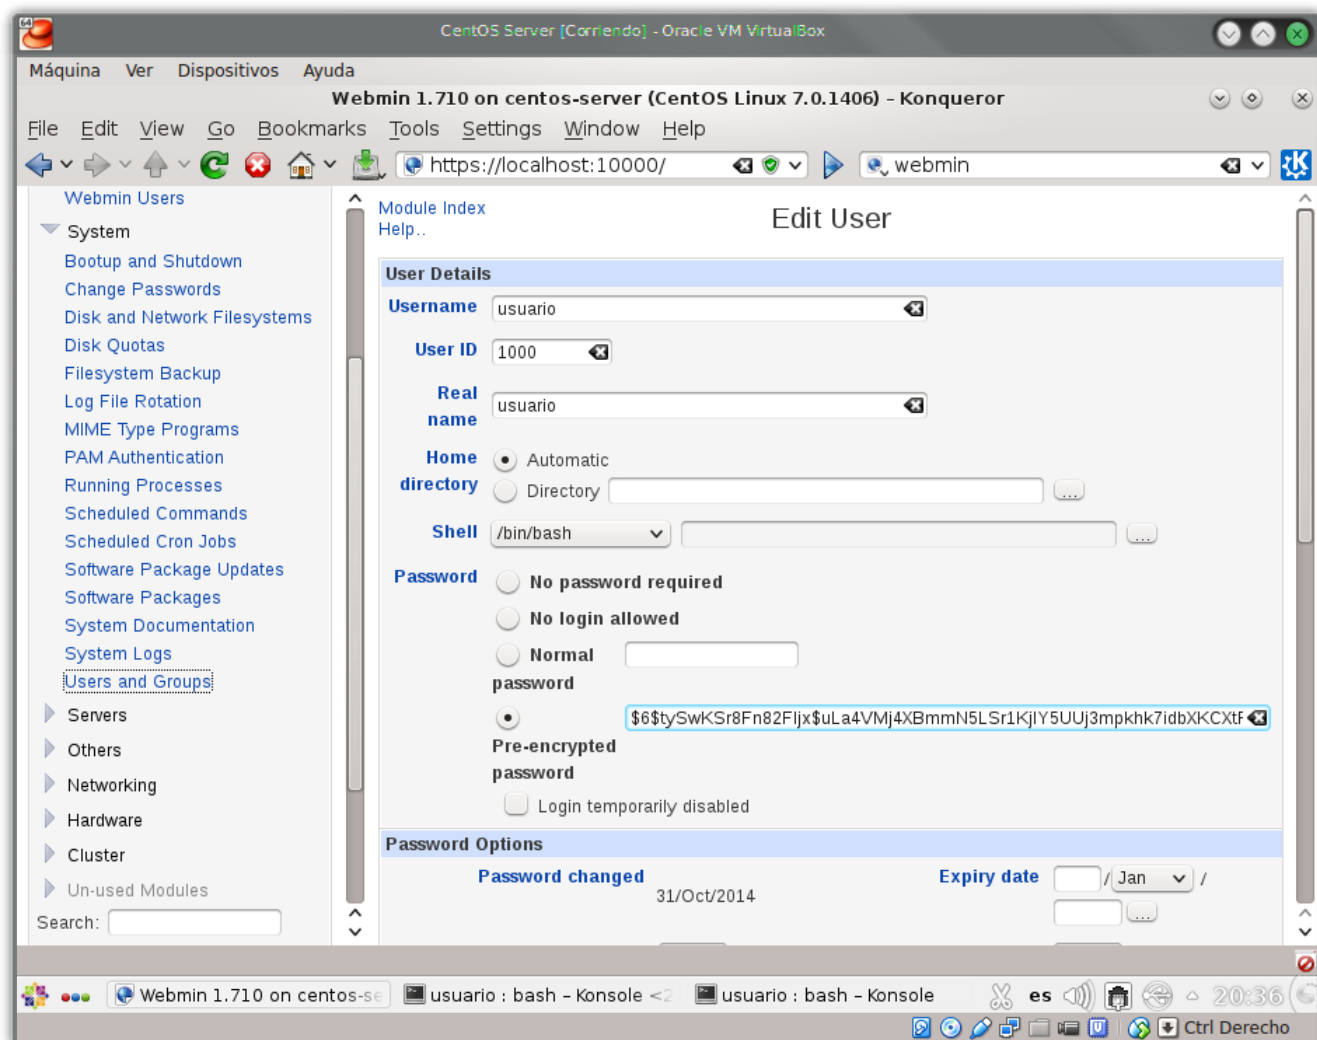 64
CentOS Server [Corriendo] - Oracle VM VirtualBox
Máquina Ver Dispositivos Ayuda
Webmin 1.710 on centos-server (CentOS Linux 7.0.1406) – Konqueror
File Edit View Go Bookmarks Tools Settings Window Help
https://localhost:10000/ webmin
Webmin Users
System
Bootup and Shutdown
Change Passwords
Disk and Network Filesystems
Disk Quotas
Filesystem Backup
Log File Rotation
MIME Type Programs
PAM Authentication
Running Processes
Scheduled Commands
Scheduled Cron Jobs
Software Package Updates
Software Packages
System Documentation
System Logs
Users and Groups
Servers
Others
Networking
Hardware
Cluster
Un-used Modules
Search:
Module Index
Help..
Edit User
User Details
Username usuario
User ID 1000
Real name usuario
Home directory Automatic
Directory ...
Shell /bin/bash ...
Password No password required
No login allowed
Normal password
Pre-encrypted password
Login temporarily disabled
Password Options
Password changed 31/Oct/2014
Expiry date / Jan /
...
Webmin 1.710 on centos-se usuario : bash – Konsole <2 usuario : bash – Konsole es 20:36
Ctrl Derecho